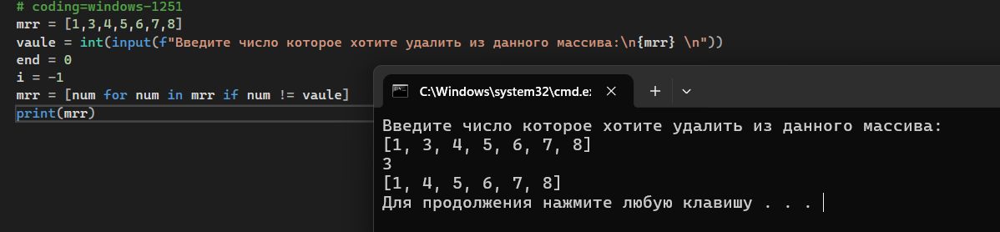 # coding=windows-1251
mrr = [1,3,4,5,6,7,8]
vaule = int(input(f"Введите число которое хотите удалить из данного массива:\n{mrr} \n"))
end = 0
i = -1
mrr = [num for num in mrr if num != vaule]
print(mrr)
C:\Windows\system32\cmd.e
Введите число которое хотите удалить из данного массива:
[1, 3, 4, 5, 6, 7, 8]
3
[1, 4, 5, 6, 7, 8]
Для продолжения нажмите любую клавишу . . .